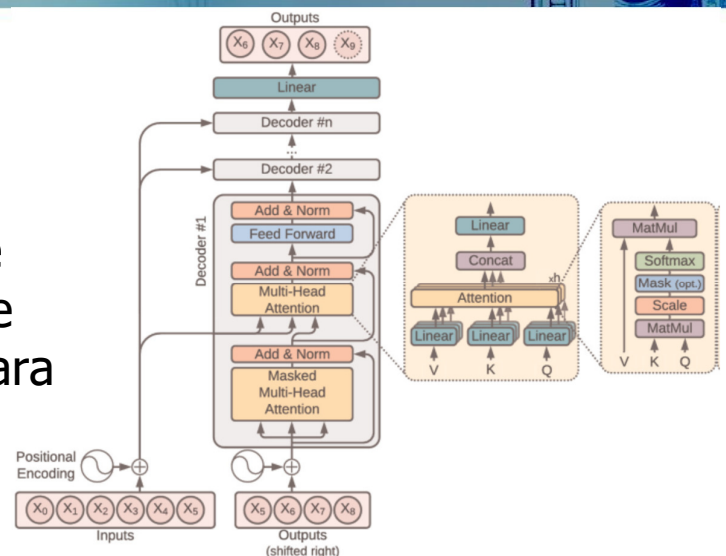 Outputs
X6 X7 X8 X9
Linear
Decoder #n
...
Decoder #2
Decoder #1
Add & Norm
Feed Forward
Add & Norm
Multi-Head
Attention
Add & Norm
Masked
Multi-Head
Attention
Positional
Encoding
X0 X1 X2 X3 X4 X5
Inputs
X5 X6 X7 X8
Outputs
(shifted right)
Linear
Concat
xh
Attention
Linear Linear Linear
V K Q
MatMul
Softmax
Mask (opt.)
Scale
MatMul
V K Q
e
e
ara